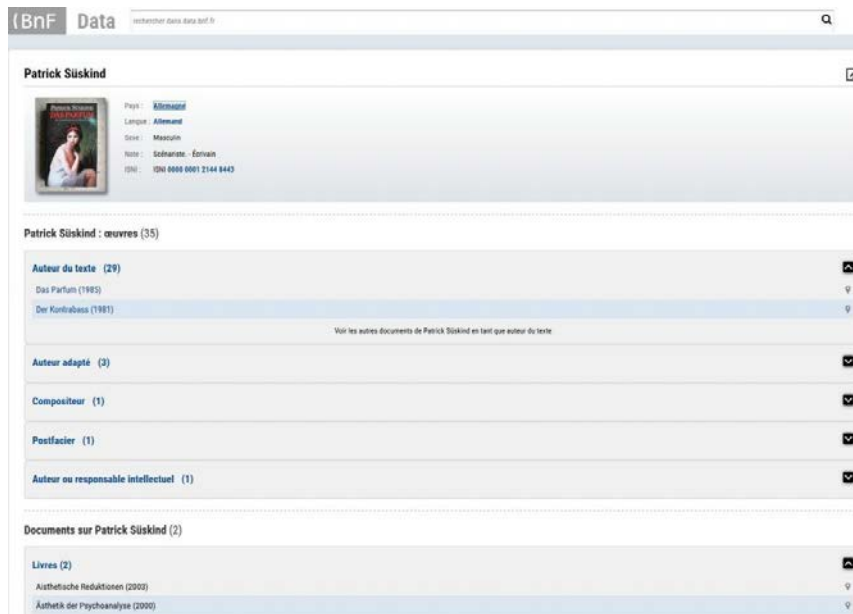 (BnF Data rechercher dans data.bnf.fr
Patrick Süskind
PATRICK SÜSKIND
DAS PARFUM
Pays : Allemagne
Langue : Allemand
Sexe : Masculin
Note : Scénariste. - Écrivain
ISNI : ISNI 0000 0001 2144 8443
Patrick Süskind : œuvres (35)
Auteur du texte (29)
Das Parfum (1985)
Der Kontrabass (1981)
Voir les autres documents de Patrick Süskind en tant que auteur du texte
Auteur adapté (3)
Compositeur (1)
Postfacier (1)
Auteur ou responsable intellectuel (1)
Documents sur Patrick Süskind (2)
Livres (2)
Aisthetische Reduktionen (2003)
Ästhetik der Psychoanalyse (2000)